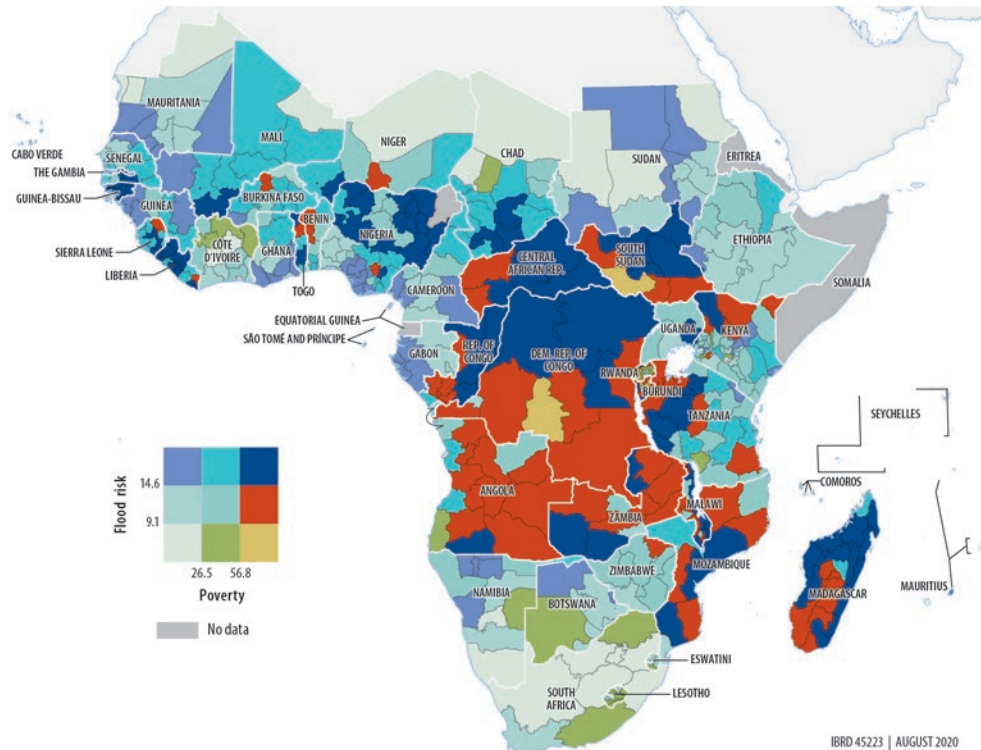 MAURITANIA
MALI
NIGER
CHAD
SUDAN
ERITREA
CABO VERDE
SENEGAL
THE GAMBIA
GUINEA-BISSAU
GUINEA
BURKINA FASO
BENIN
NIGERIA
ETHIOPIA
SIERRA LEONE
CÔTE
D'IVOIRE
GHANA
SOUTH
SUDAN
CENTRAL
AFRICAN REP.
LIBERIA
TOGO
CAMEROON
SOMALIA
EQUATORIAL GUINEA
SÃO TOMÉ AND PRÍNCIPE
UGANDA
KENYA
GABON
REP. OF
CONGO
DEM. REP. OF
CONGO
RWANDA
BURUNDI
TANZANIA
SEYCHELLES
COMOROS
ANGOLA
MALAWI
ZAMBIA
MOZAMBIQUE
ZIMBABWE
MADAGASCAR
MAURITIUS
NAMIBIA
BOTSWANA
ESWATINI
SOUTH
AFRICA
LESOTHO
Flood risk
14.6
9.1
26.5 56.8
Poverty
No data
IBRD 45223 | AUGUST 2020